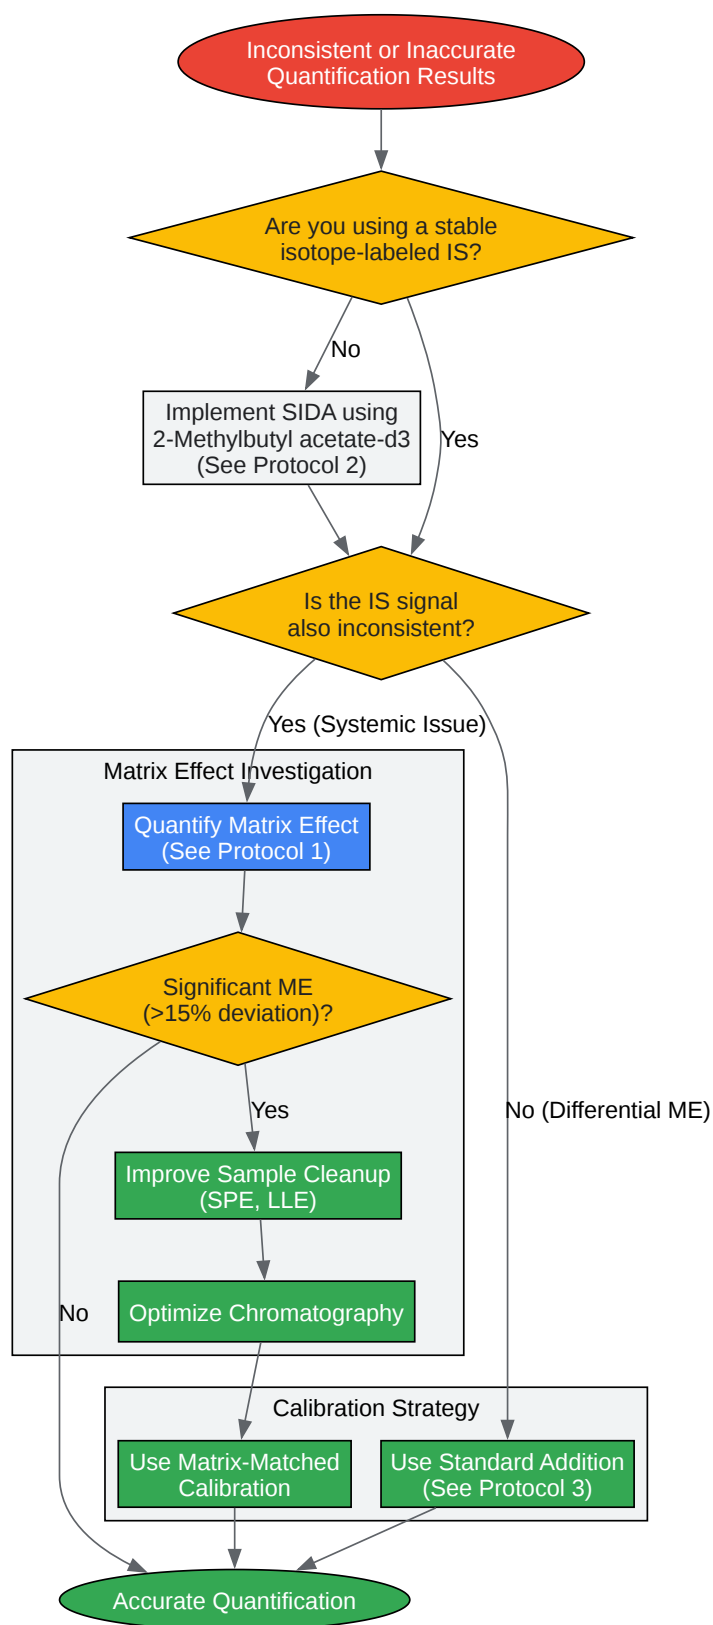 Inconsistent or Inaccurate
Quantification Results
Are you using a stable
isotope-labeled IS?
No
Implement SIDA using
2-Methylbutyl acetate-d3
(See Protocol 2)
Yes
Is the IS signal
also inconsistent?
Yes (Systemic Issue)
Matrix Effect Investigation
Quantify Matrix Effect
(See Protocol 1)
Significant ME
(>15% deviation)?
Yes
No (Differential ME)
Improve Sample Cleanup
(SPE, LLE)
No
Optimize Chromatography
Calibration Strategy
Use Matrix-Matched
Calibration
Use Standard Addition
(See Protocol 3)
Accurate Quantification